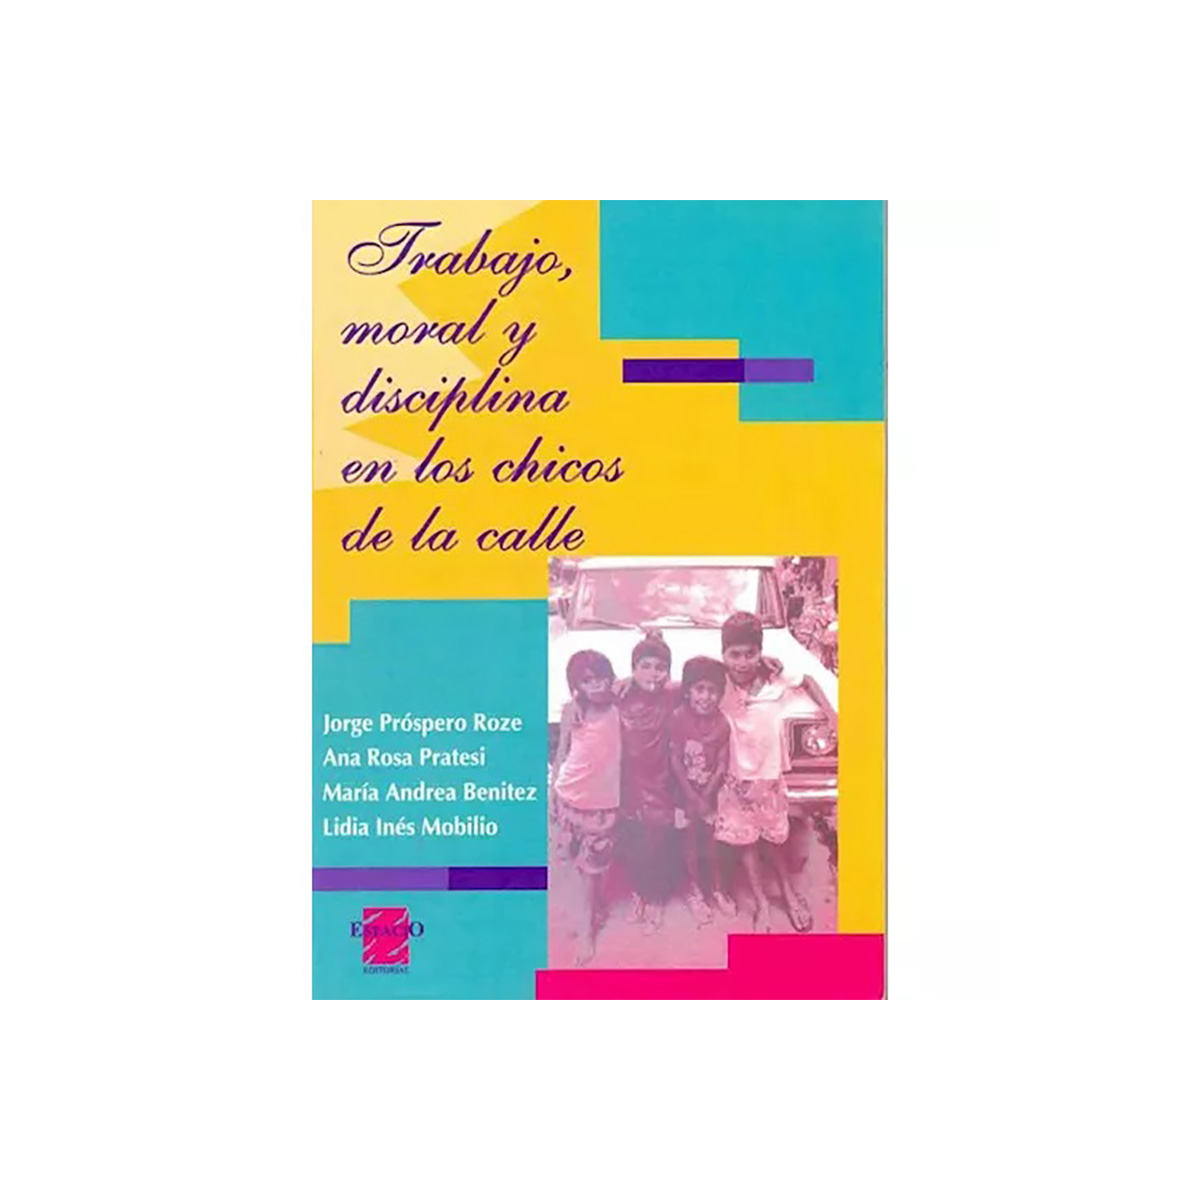 Trabajo,
moral y
disciplina
en los chicos
de la calle
Jorge Próspero Roze
Ana Rosa Pratesi
María Andrea Benitez
Lidia Inés Mobilio
ESPACIO
EDITORIAL